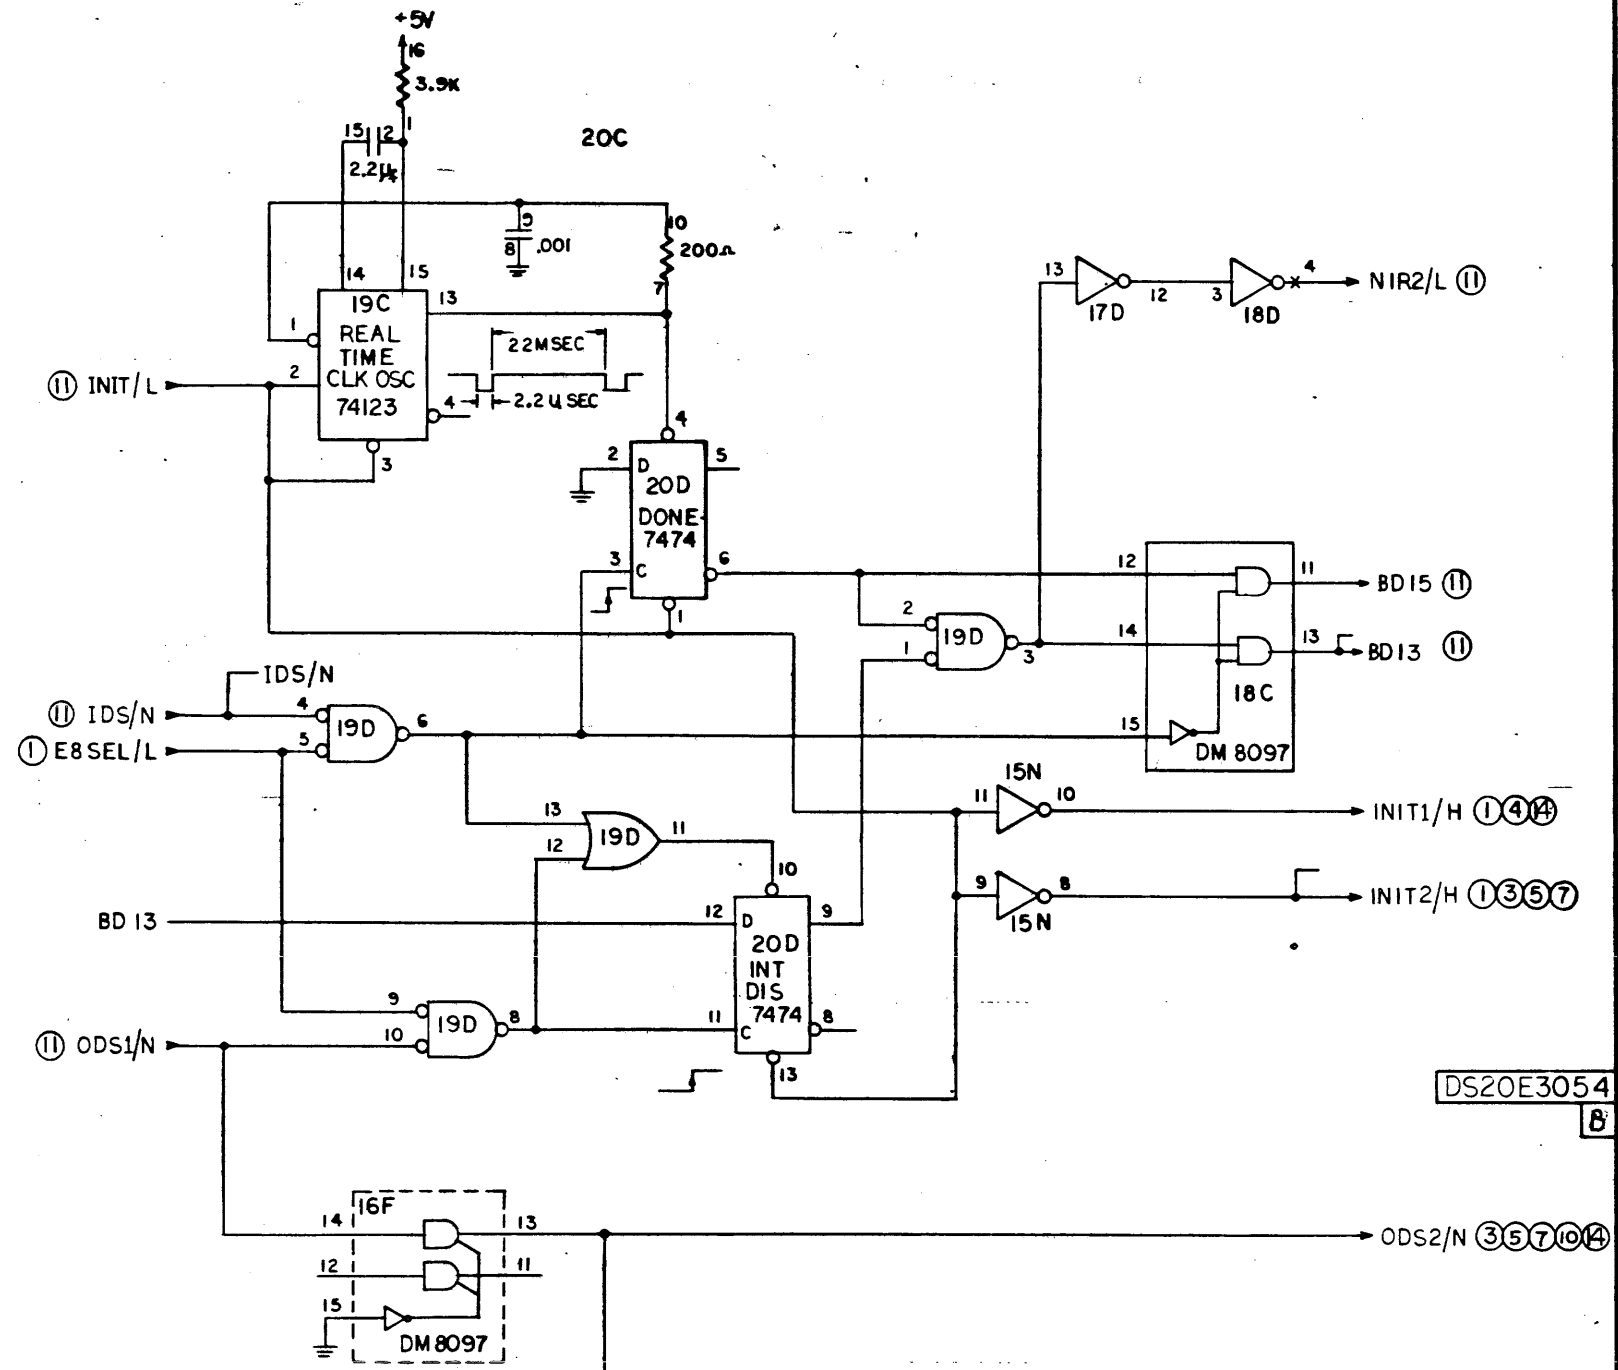 +5V
16
3.9K
1
15 2
2.2µf
20C
9
8 .001
10
200Ω
7
14 15
13
19C
REAL
TIME
CLK OSC
74123
1
2
3
4
11 INIT/L
22MSEC
2.2µSEC
4
2 D 5
20D
DONE
7474
3 C 6
1
13 17D 12 3 18D 4 NIR2/L 11
12 11 BD15 11
2
1 19D 3 14 13 BD13 11
18C
15 DM 8097
IDS/N
11 IDS/N 4
1 E8SEL/L 5 19D 6
15N
11 10 INIT1/H 1 4 14
13
12 19D 11
10
9 8 INIT2/H 1 3 5 7
15N
BD 13 12 D 9
20D
INT
DIS
7474
11 C 8
13
9
10 19D 8
11 ODS1/N
DS20E3054
B
16F
14 13 ODS2/N 3 5 7 10 14
12 11
15
DM 8097